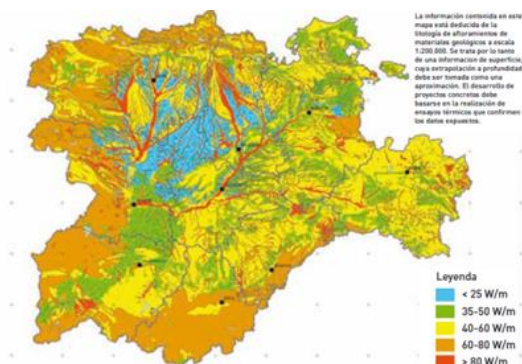 La información contenida en este
mapa está deducida de la
litología de afloramientos de
materiales geológicos a escala
1:200.000. Se trata por lo tanto
de una información de superficie,
cuya extrapolación a profundidad
debe ser tomada como una
aproximación. El desarrollo de
proyectos concretos debe
basarse en la realización de
ensayos térmicos que confirmen
los datos expuestos.
Leyenda
< 25 W/m
35-50 W/m
40-60 W/m
60-80 W/m
> 80 W/m